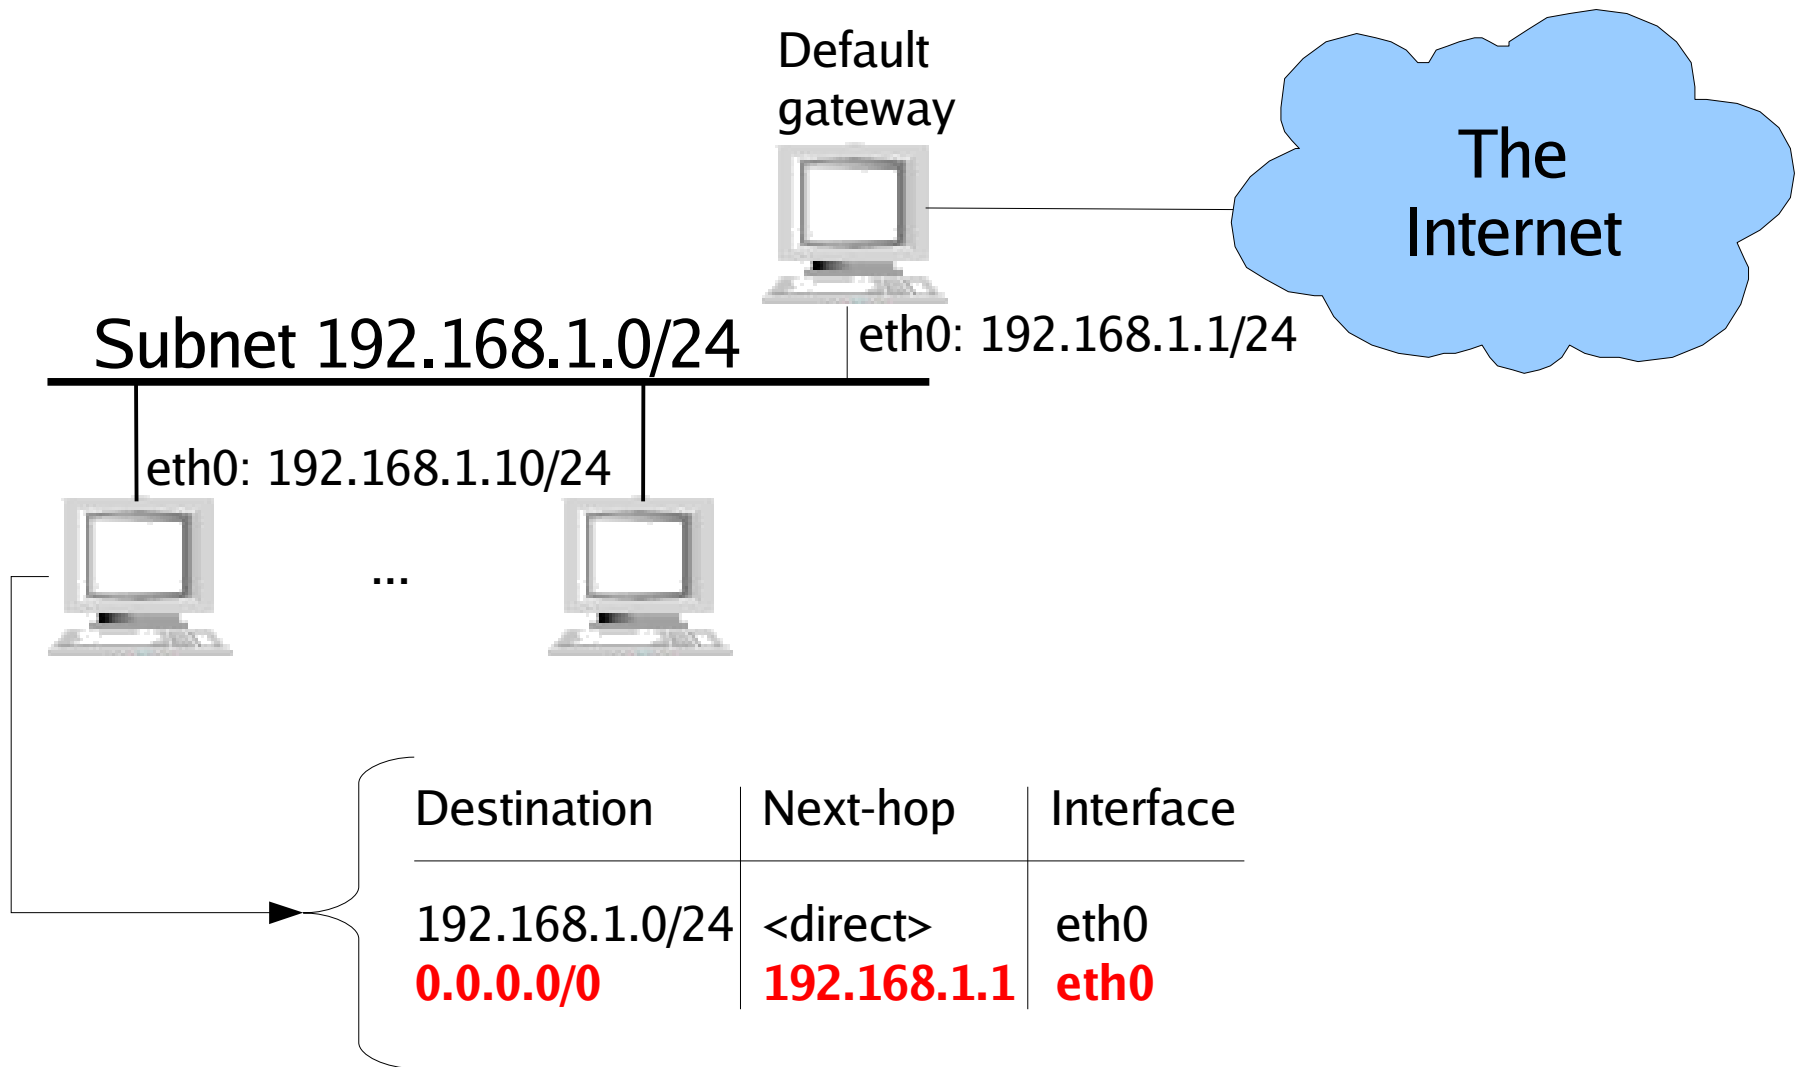 Default
gateway
The
Internet
Subnet 192.168.1.0/24
eth0: 192.168.1.1/24
eth0: 192.168.1.10/24
...
Destination Next-hop Interface
192.168.1.0/24 <direct> eth0
0.0.0.0/0 192.168.1.1 eth0